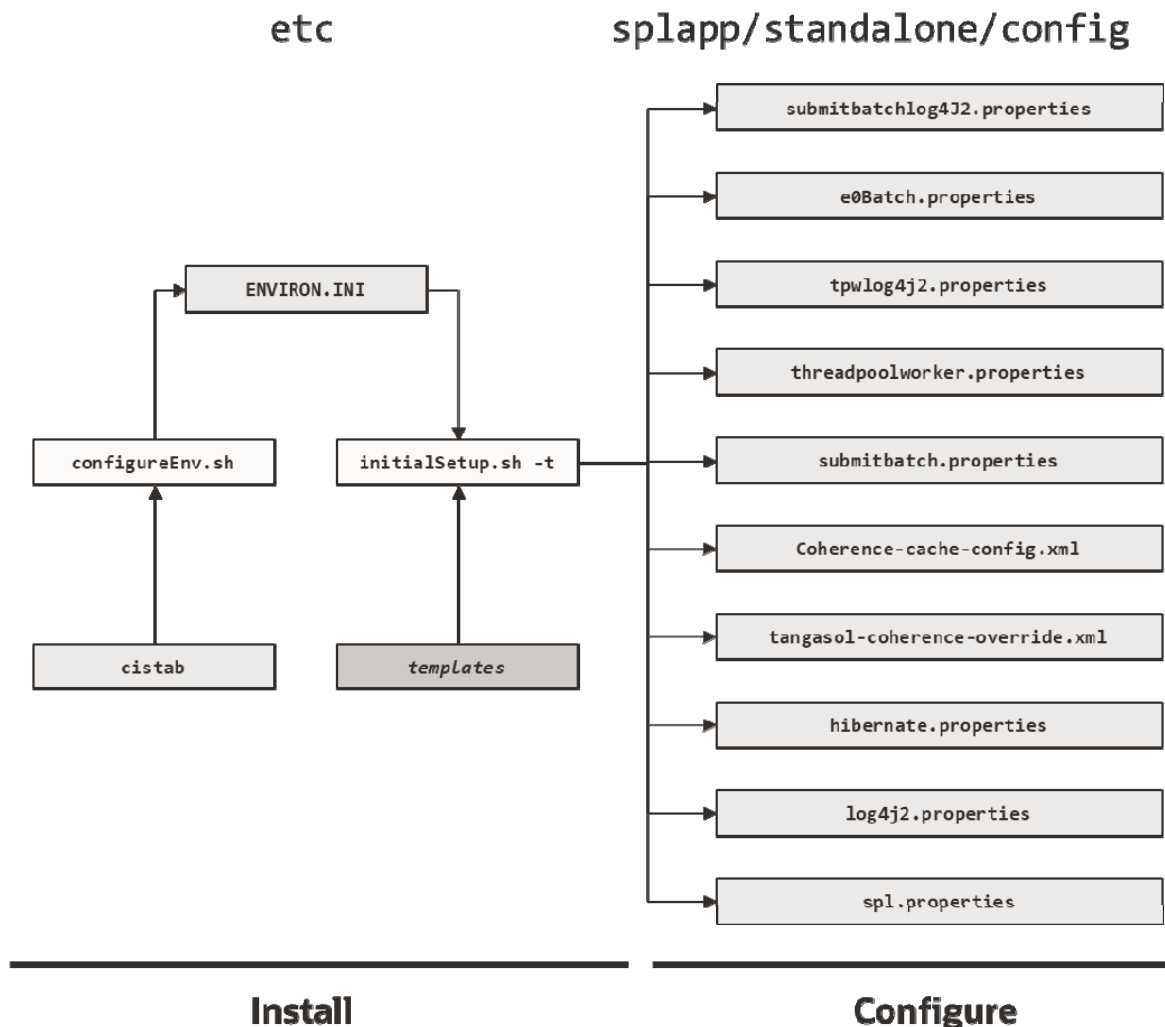 etc
splapp/standalone/config
submitbatchlog4J2.properties
e0Batch.properties
ENVIRON.INI
tpwlog4j2.properties
threadpoolworker.properties
configureEnv.sh
initialSetup.sh -t
submitbatch.properties
Coherence-cache-config.xml
tangasol-coherence-override.xml
cistab
templates
hibernate.properties
log4j2.properties
spl.properties
Install
Configure